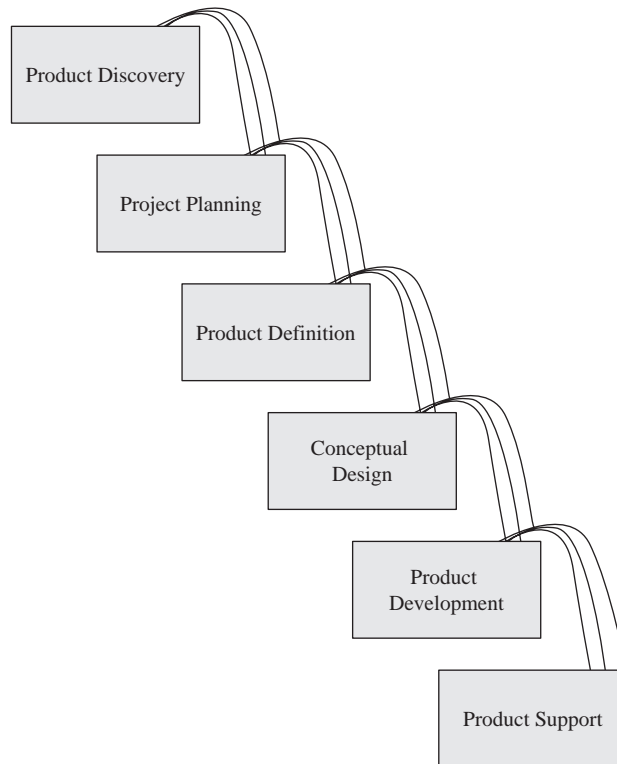 Product Discovery
Project Planning
Product Definition
Conceptual
Design
Product
Development
Product Support